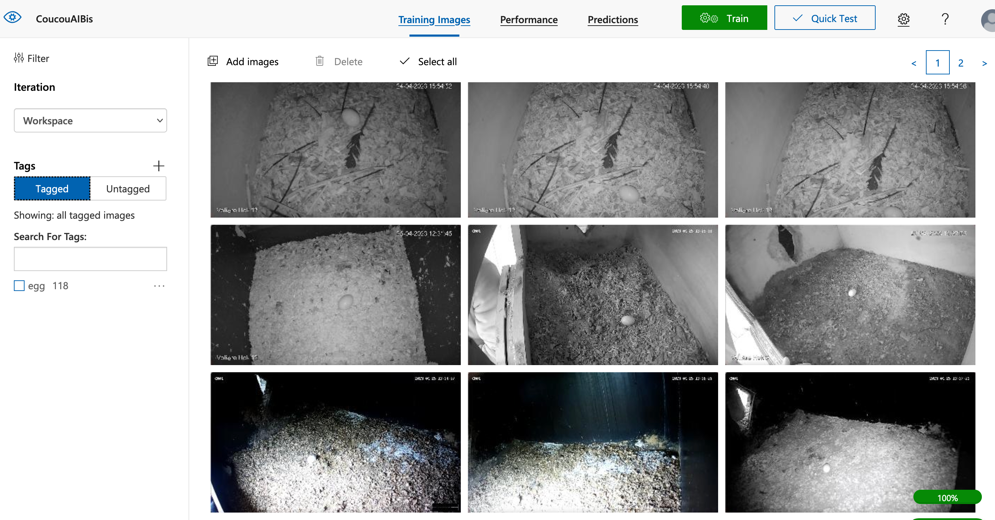 CoucouAIBis
Training Images
Performance
Predictions
Train
Quick Test
?
Filter
Iteration
Workspace
Tags
Tagged
Untagged
Showing: all tagged images
Search For Tags:
egg 118
...
Add images
Delete
Select all
< 1 2 >
100%